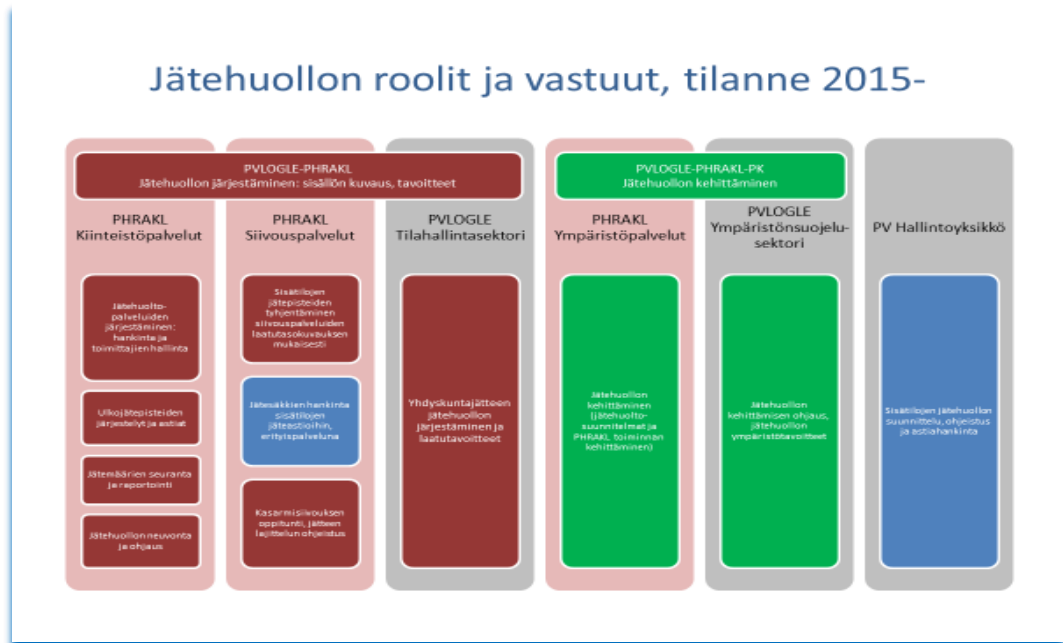 Jätehuollon roolit ja vastuut, tilanne 2015-
PVLOGLE-PHRAKL
Jätehuollon järjestäminen: sisällön kuvaus, tavoitteet
PVLOGLE-PHRAKL-PK
Jätehuollon kehittäminen
PHRAKL
Kiinteistöpalvelut
PHRAKL
Siivouspalvelut
PVLOGLE
Tilahallintasektori
PHRAKL
Ympäristöpalvelut
PVLOGLE
Ympäristönsuojelu-
sektori
PV Hallintoyksikkö
Jätehuolto-
palveluiden
järjestäminen:
hankinta ja
toimittajien hallinta
Ulkojätepisteiden
järjestelyt ja astiat
Jätemäärien seuranta
ja raportointi
Jätehuollon neuvonta
ja ohjaus
Sisätilojen
jätepisteiden
tyhjentäminen
siivouspalveluiden
laatutasokuvauksen
mukaisesti
Jätesäkkien hankinta
sisätilojen
jäteastioihin,
erityispalveluna
Kasarmisiivouksen
oppitunti, jätteen
lajittelun ohjeistus
Yhdyskuntajätteen
jätehuollon
järjestäminen ja
laatutavoitteet
Jätehuollon
kehittäminen
(jätehuolto-
suunnitelmat ja
PHRAKL toiminnan
kehittäminen)
Jätehuollon
kehittämisen ohjaus,
jätehuollon
ympäristötavoitteet
Sisätilojen jätehuollon
suunnittelu, ohjeistus
ja astiahankinta